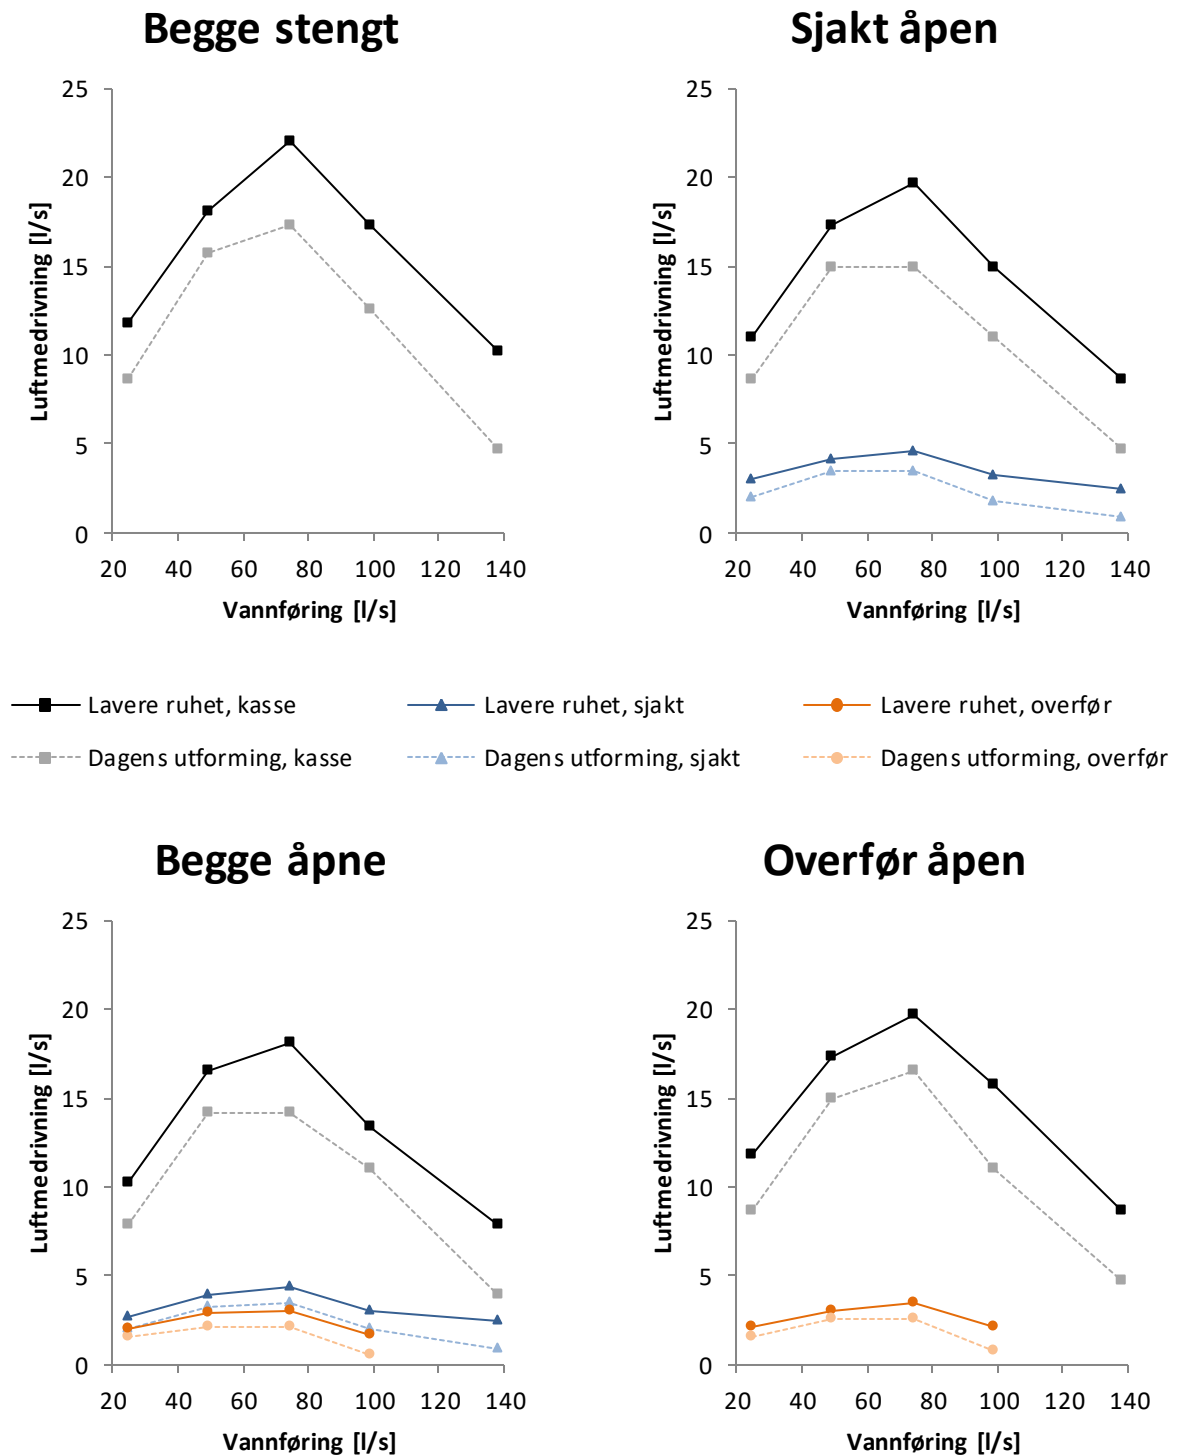 Begge stengt
Sjakt åpen
25
20
15
10
5
0
Luftmedrivning [l/s]
20 40 60 80 100 120 140
Vannføring [l/s]
25
20
15
10
5
0
Luftmedrivning [l/s]
20 40 60 80 100 120 140
Vannføring [l/s]
Lavere ruhet, kasse
Lavere ruhet, sjakt
Lavere ruhet, overfør
Dagens utforming, kasse
Dagens utforming, sjakt
Dagens utforming, overfør
Begge åpne
Overfør åpen
25
20
15
10
5
0
Luftmedrivning [l/s]
20 40 60 80 100 120 140
Vannføring [l/s]
25
20
15
10
5
0
Luftmedrivning [l/s]
20 40 60 80 100 120 140
Vannføring [l/s]